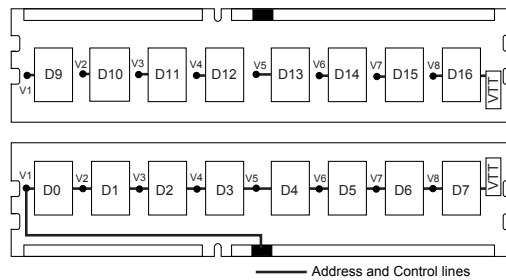 V1 D9 V2 D10 V3 D11 V4 D12 V5 D13 V6 D14 V7 D15 V8 D16 VTT
V1 D0 V2 D1 V3 D2 V4 D3 V5 D4 V6 D5 V7 D6 V8 D7 VTT
Address and Control lines